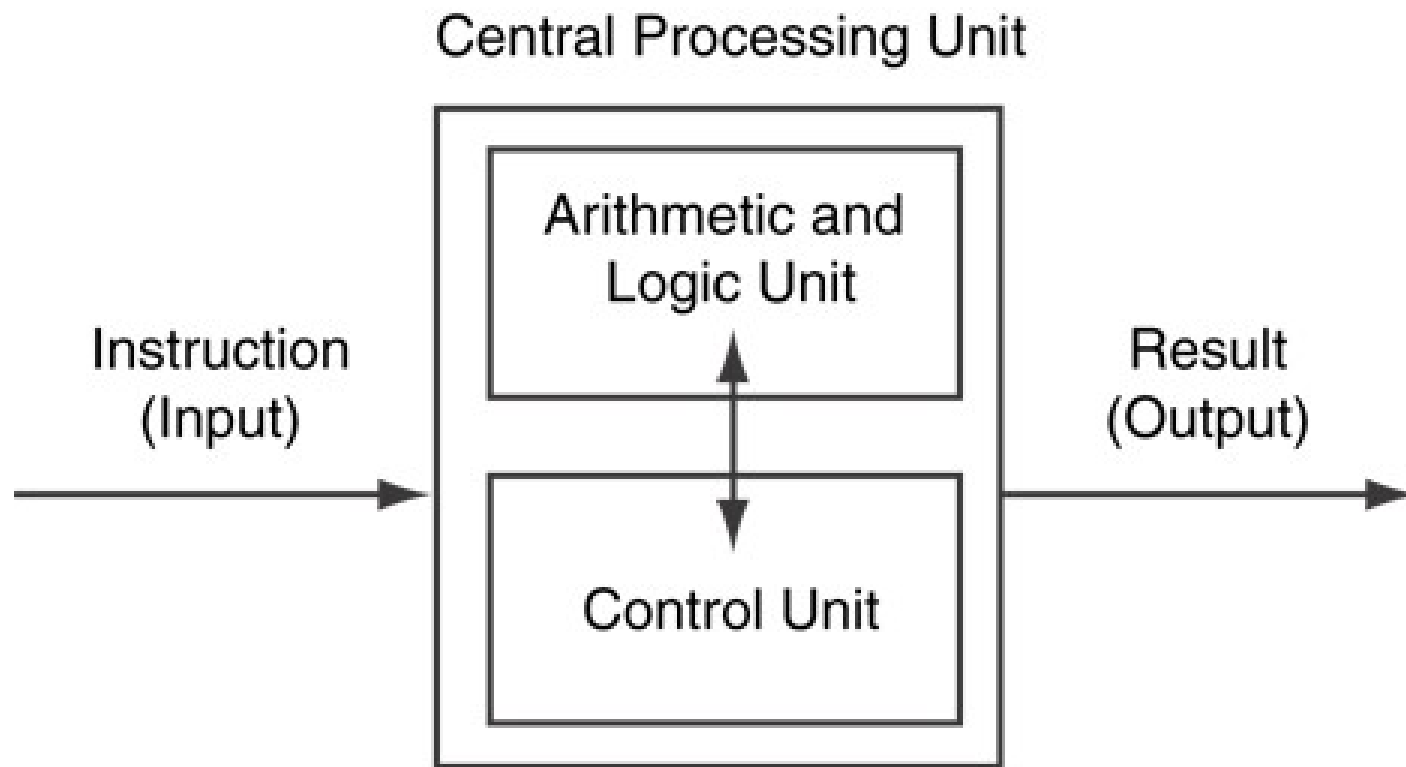 Central Processing Unit
Arithmetic and
Logic Unit
Instruction
(Input)
Result
(Output)
Control Unit